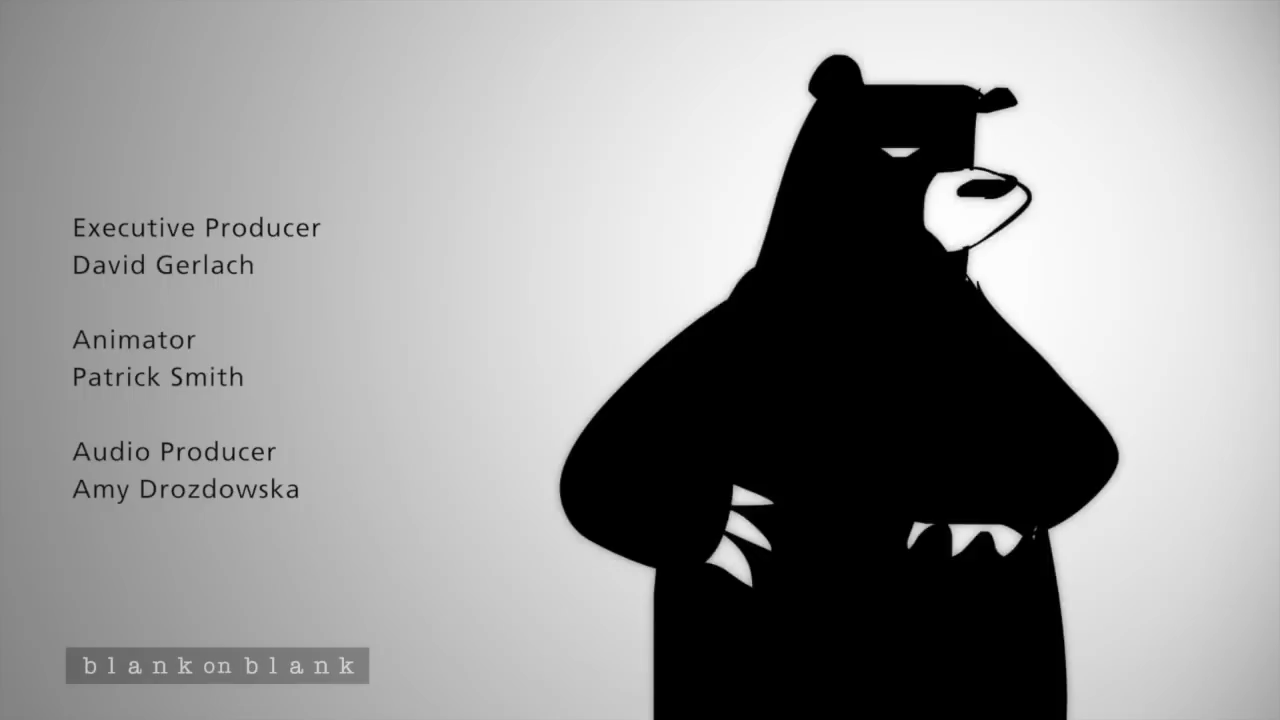 Executive Producer
David Gerlach
Animator
Patrick Smith
Audio Producer
Amy Drozdowska
blank on blank